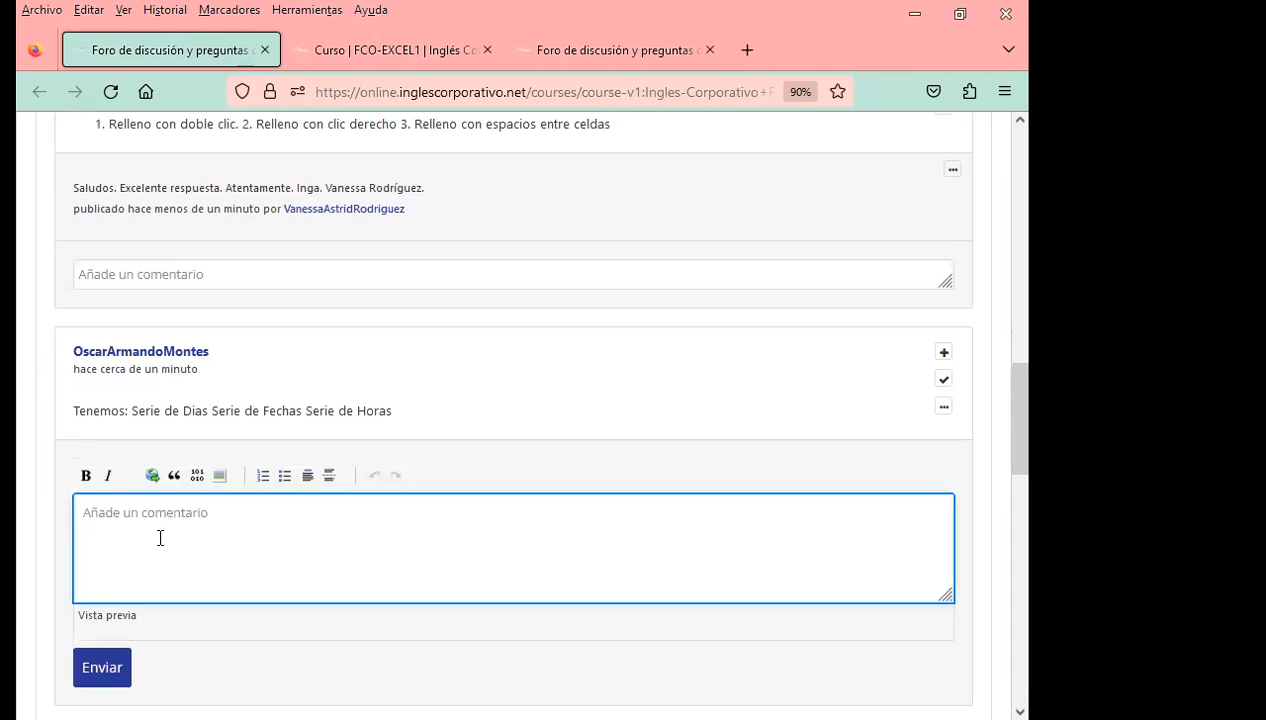 Archivo Editar Ver Historial Marcadores Herramientas Ayuda
Foro de discusión y preguntas Curso | FCO-EXCEL1 | Inglés Co Foro de discusión y preguntas
https://online.inglescorporativo.net/courses/course-v1:Ingles-Corporativo+ 90%
1. Relleno con doble clic. 2. Relleno con clic derecho 3. Relleno con espacios entre celdas
Saludos. Excelente respuesta. Atentamente. Inga. Vanessa Rodríguez.
publicado hace menos de un minuto por VanessaAstridRodriguez
Añade un comentario
OscarArmandoMontes
hace cerca de un minuto
Tenemos: Serie de Dias Serie de Fechas Serie de Horas
B I 101 010
Añade un comentario
Vista previa
Enviar